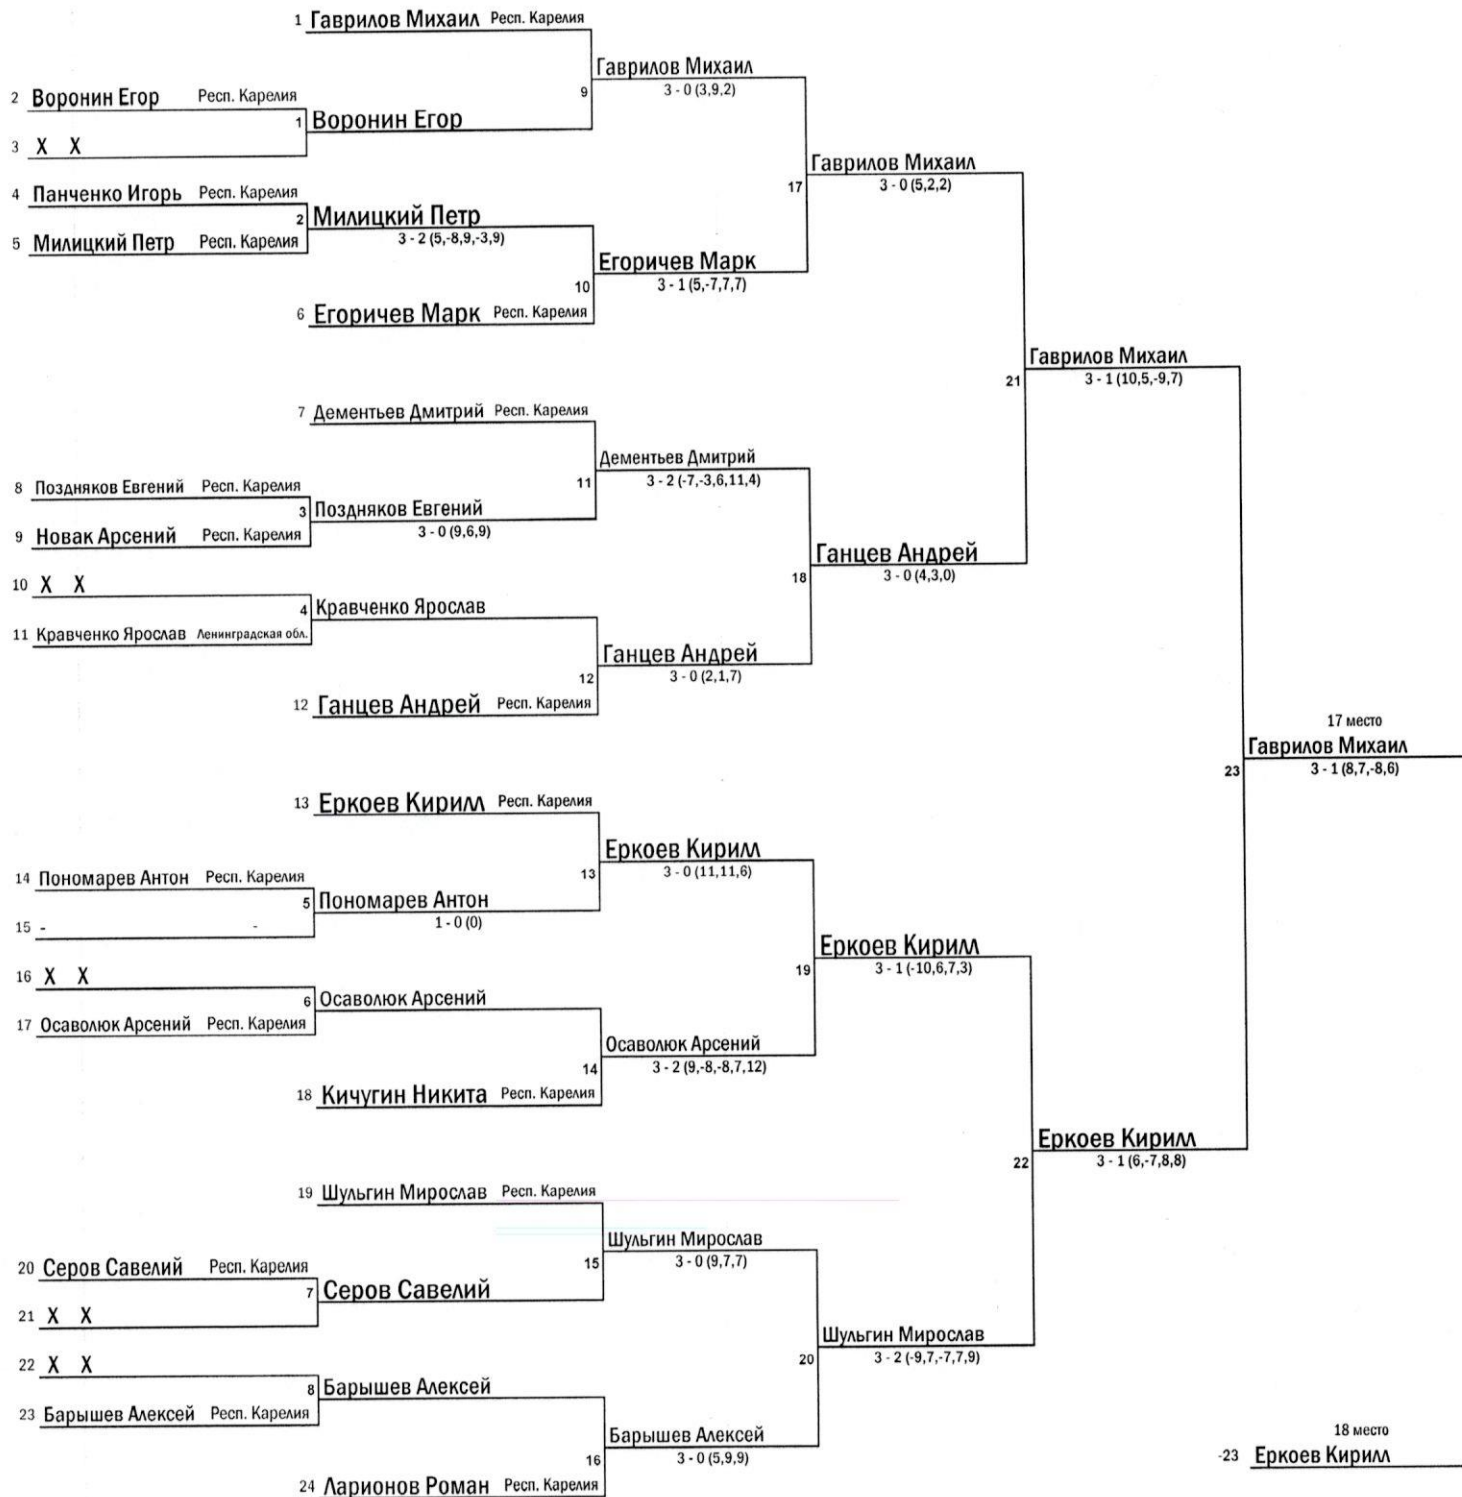 1 Гаврилов Михаил Респ. Карелия
Гаврилов Михаил
3 - 0 (3,9,2)
2 Воронин Егор Респ. Карелия
9
1 Воронин Егор
3 X X
Гаврилов Михаил
3 - 0 (5,2,2)
17
4 Панченко Игорь Респ. Карелия
2 Милицкий Петр
3 - 2 (5,-8,9,-3,9)
5 Милицкий Петр Респ. Карелия
Егоричев Марк
3 - 1 (5,-7,7,7)
10
6 Егоричев Марк Респ. Карелия
Гаврилов Михаил
3 - 1 (10,5,-9,7)
21
7 Дементьев Дмитрий Респ. Карелия
Дементьев Дмитрий
3 - 2 (-7,-3,6,11,4)
8 Поздняков Евгений Респ. Карелия
11
3 Поздняков Евгений
3 - 0 (9,6,9)
9 Новак Арсений Респ. Карелия
Ганцев Андрей
3 - 0 (4,3,0)
18
10 X X
4 Кравченко Ярослав
11 Кравченко Ярослав Ленинградская обл.
Ганцев Андрей
3 - 0 (2,1,7)
12
12 Ганцев Андрей Респ. Карелия
17 место
Гаврилов Михаил
3 - 1 (8,7,-8,6)
23
13 Еркоев Кирилл Респ. Карелия
Еркоев Кирилл
3 - 0 (11,11,6)
14 Пономарев Антон Респ. Карелия
13
5 Пономарев Антон
1 - 0 (0)
15 - -
Еркоев Кирилл
3 - 1 (-10,6,7,3)
19
16 X X
6 Осаволюк Арсений
17 Осаволюк Арсений Респ. Карелия
Осаволюк Арсений
3 - 2 (9,-8,-8,7,12)
14
18 Кичугин Никита Респ. Карелия
Еркоев Кирилл
3 - 1 (6,-7,8,8)
22
19 Шульгин Мирослав Респ. Карелия
Шульгин Мирослав
3 - 0 (9,7,7)
20 Серов Савелий Респ. Карелия
15
7 Серов Савелий
21 X X
Шульгин Мирослав
3 - 2 (-9,7,-7,7,9)
20
22 X X
8 Барышев Алексей
23 Барышев Алексей Респ. Карелия
Барышев Алексей
3 - 0 (5,9,9)
16
24 Ларионов Роман Респ. Карелия
18 место
-23 Еркоев Кирилл